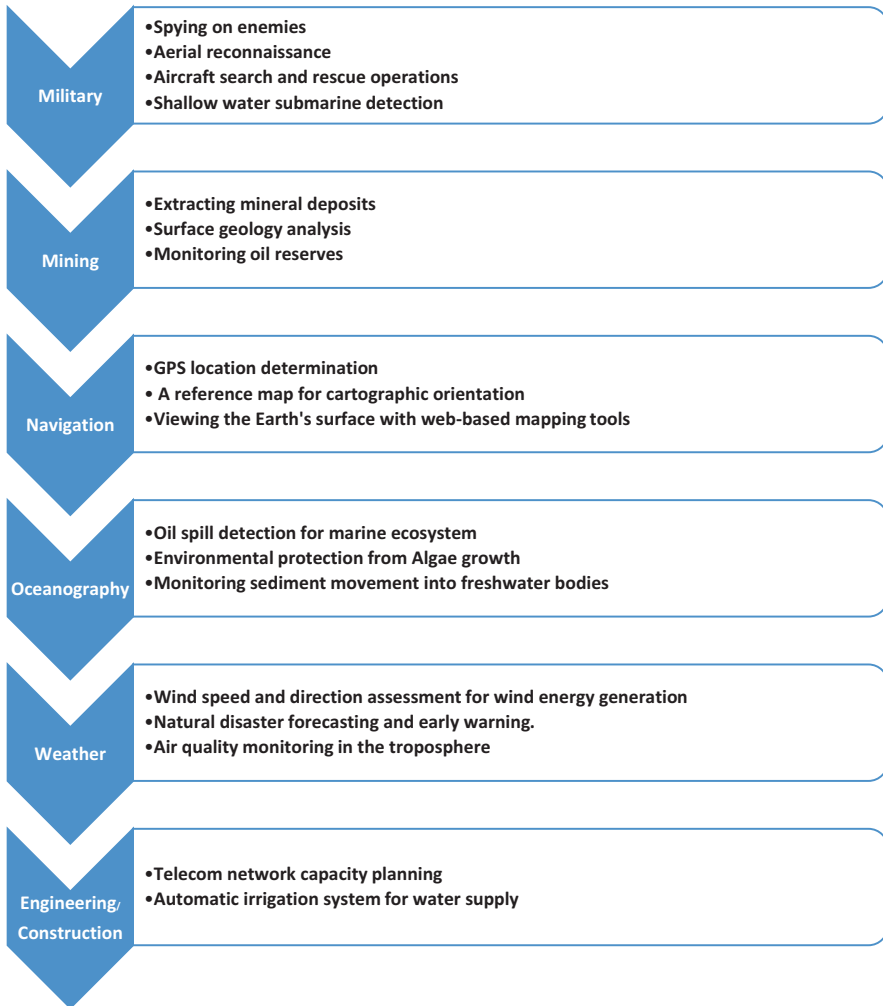 Military
•Spying on enemies
•Aerial reconnaissance
•Aircraft search and rescue operations
•Shallow water submarine detection
Mining
•Extracting mineral deposits
•Surface geology analysis
•Monitoring oil reserves
Navigation
•GPS location determination
• A reference map for cartographic orientation
•Viewing the Earth's surface with web-based mapping tools
Oceanography
•Oil spill detection for marine ecosystem
•Environmental protection from Algae growth
•Monitoring sediment movement into freshwater bodies
Weather
•Wind speed and direction assessment for wind energy generation
•Natural disaster forecasting and early warning.
•Air quality monitoring in the troposphere
Engineering/
Construction
•Telecom network capacity planning
•Automatic irrigation system for water supply